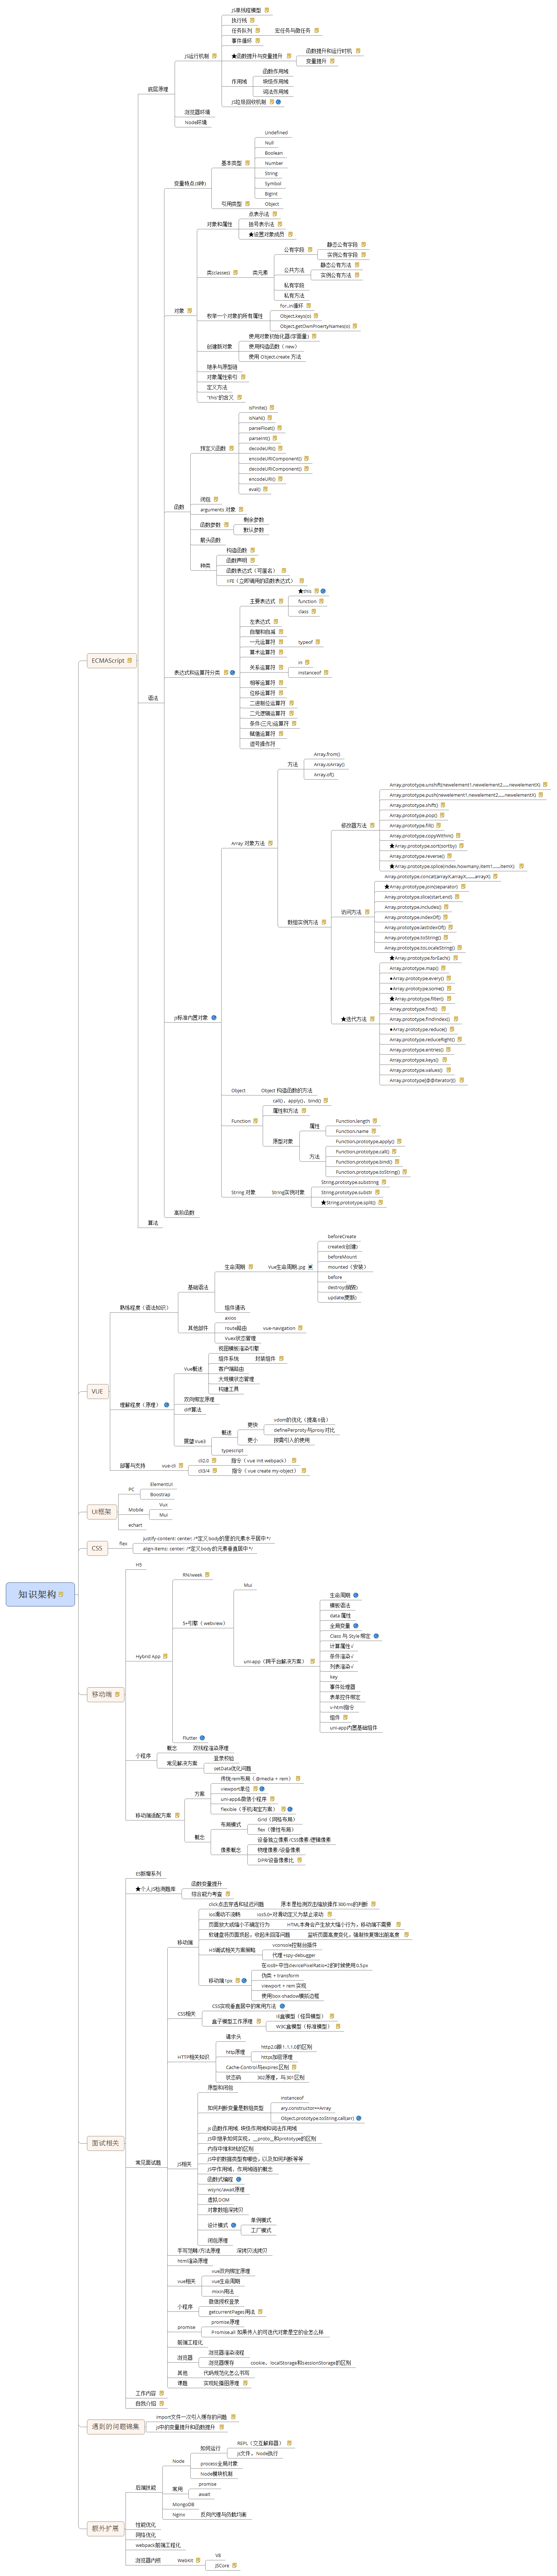 知识架构
ECMAScript
底层原理
JS运行机制
JS单线程模型
执行栈
任务队列
宏任务与微任务
事件循环
★函数提升与变量提升
函数提升和运行时机
变量提升
作用域
函数作用域
块级作用域
词法作用域
JS垃圾回收机制
浏览器环境
Node环境
语法
变量特点(8种)
基本类型
Undefined
Null
Boolean
Number
String
Symbol
BigInt
引用类型
Object
对象
对象和属性
点表示法
括号表示法
★设置对象成员
类(classes)
类元素
公有字段
静态公有字段
实例公有字段
公共方法
静态公有方法
实例公有方法
私有字段
私有方法
枚举一个对象的所有属性
for..in循环
Object.keys(o)
Object.getOwnProertyNames(o)
创建新对象
使用对象初始化器(字面量)
使用构造函数（ new）
使用 Object.create 方法
继承与原型链
对象属性索引
定义方法
"this"的含义
函数
预定义函数
isFinite()
isNaN()
parseFloat()
parseInt()
decodeURI()
encodeURIComponent()
decodeURIComponent()
encodeURI()
eval()
闭包
arguments 对象
函数参数
剩余参数
默认参数
箭头函数
种类
构造函数
函数声明
函数表达式（可匿名）
IIFE（立即调用的函数表达式）
表达式和运算符分类
主要表达式
★this
function
class
左表达式
自增和自减
一元运算符
typeof
算术运算符
关系运算符
in
instanceof
相等运算符
位移运算符
二进制位运算符
二元逻辑运算符
条件(三元)运算符
赋值运算符
逗号操作符
js标准内置对象
Array 对象方法
方法
Array.from()
Array.isArray()
Array.of()
数组实例方法
修改器方法
Array.prototype.unshift(newelement1,newelement2,....,newelementX)
Array.prototype.push(newelement1,newelement2,....,newelementX)
Array.prototype.shift()
Array.prototype.pop()
Array.prototype.fill()
Array.prototype.copyWithin()
★Array.prototype.sort(sortby)
Array.prototype.reverse()
★Array.prototype.splice(index,howmany,item1,.....,itemX)
访问方法
Array.prototype.concat(arrayX,arrayX,......,arrayX)
★Array.prototype.join(separator)
Array.prototype.slice(start,end)
Array.prototype.includes()
Array.prototype.indexOf()
Array.prototype.lastIndexOf()
Array.prototype.toString()
Array.prototype.toLocaleString()
★迭代方法
★Array.prototype.forEach()
Array.prototype.map()
★Array.prototype.every()
★Array.prototype.some()
★Array.prototype.filter()
Array.prototype.find()
Array.prototype.findIndex()
★Array.prototype.reduce()
Array.prototype.reduceRight()
Array.prototype.entries()
Array.prototype.keys()
Array.prototype.values()
Array.prototype[@@iterator]()
Object
Object 构造函数的方法
Function
call()、apply()、bind()
属性和方法
原型对象
属性
Function.length
Function.name
方法
Function.prototype.apply()
Function.prototype.call()
Function.prototype.bind()
Function.prototype.toString()
String 对象
String实例对象
String.prototype.substring
String.prototype.substr
★String.prototype.split()
高阶函数
算法
VUE
熟练程度（语法知识）
基础语法
生命周期
Vue生命周期.jpg
beforeCreate
created(创建)
beforeMount
mounted（安装）
before
destroy(销毁)
update(更新)
组件通讯
其他部件
axios
route路由
vue-navigation
Vuex状态管理
理解程度（原理）
Vue概述
视图模板渲染引擎
组件系统
封装组件
客户端路由
大规模状态管理
构建工具
双向绑定原理
diff算法
展望 Vue3
概述
更快
vdom的优化（提高6倍）
definePerproty与proxy对比
更小
按需引入的使用
typescript
部署与支持
vue cli
cli2.0
指令（vue init webpack）
cli3/4
指令（vue create my-object）
UI框架
PC
ElementUI
Boostrap
Mobile
Vux
Mui
echart
CSS
flex
justify-content: center; /*定义body的里的元素水平居中*/
align-items: center; /*定义body的元素垂直居中*/
移动端
H5
Hybrid App
RN/week
5+引擎（ webview）
Mui
uni-app（跨平台解决方案）
生命周期
模板语法
data 属性
全局变量
Class 与 Style 绑定
计算属性√
条件渲染√
列表渲染√
key
事件处理器
表单控件绑定
v-html指令
组件
uni-app内置基础组件
Flutter
小程序
概念
双线程渲染原理
常见解决方案
登录校验
setData优化问题
移动端适配方案
方案
传统rem布局（ @media + rem）
viewport单位
uni-app&微信小程序
flexible（手机淘宝方案）
概念
布局模式
Grid（网格布局）
flex（弹性布局）
像素概念
设备独立像素/CSS像素/逻辑像素
物理像素/设备像素
DPR/设备像素比
面试相关
ES新增系列
★个人JS检测题库
函数变量提升
综合能力考查
常见面试题
移动端
click点击穿透和延迟问题
原本是检测双击缩放操作300ms的判断
ios滑动不流畅
ios5.0+对滑动定义为禁止滚动
页面放大或缩小不确定行为
HTML本身会产生放大缩小行为，移动端不需要
软键盘将页面顶起、收起未回落问题
监听页面高度变化，强制恢复弹出前高度
H5调试相关方案策略
vconsole控制台插件
代理+spy-debugger
移动端1px
在ios8+中当devicePixelRatio=2的时候使用0.5px
伪类 + transform
viewport + rem 实现
使用box-shadow模拟边框
CSS相关
CSS实现垂直居中的常用方法
盒子模型工作原理
IE盒模型（怪异模型）
W3C盒模型（标准模型）
HTTP相关知识
请求头
http原理
http2.0跟1.1,1.0的区别
https加密原理
Cache-Control与expires区别
状态码
302原理，与301区别
JS相关
原型和闭包
如何判断变量是数组类型
instanceof
ary.constructor==Array
Object.prototype.toString.call(arr)
js 函数作用域, 块级作用域和词法作用域
JS中继承如何实现，__proto__和prototype的区别
内存中堆和栈的区别
JS中的数据类型有哪些，以及如何判断等等
JS中作用域、作用域链的概念
函数式编程
wsync/await原理
虚拟DOM
对象数组深拷贝
设计模式
单例模式
工厂模式
闭包原理
手写范畴/方法原理
深拷贝浅拷贝
html渲染原理
vue相关
vue双向绑定原理
vue生命周期
mixin用法
小程序
微信授权登录
getcurrentPages用法
promise
promise原理
Promise.all 如果传入的可迭代对象是空的会怎么样
前端工程化
浏览器
浏览器渲染流程
浏览器缓存
cookie、localStorage和sessionStorage的区别
其他
代码规范化怎么书写
课题
实现轮播图原理
工作内容
自我介绍
遇到的问题锦集
import文件一次引入缓存的问题
js中的变量提升和函数提升
额外扩展
后端技能
Node
如何运行
REPL（交互解释器）
js文件，Node执行
process全局对象
Node模块机制
常用
promise
await
MongoDB
Nginx
反向代理与负载均衡
性能优化
网络优化
webpack前端工程化
浏览器内核
WebKit
V8
JSCore